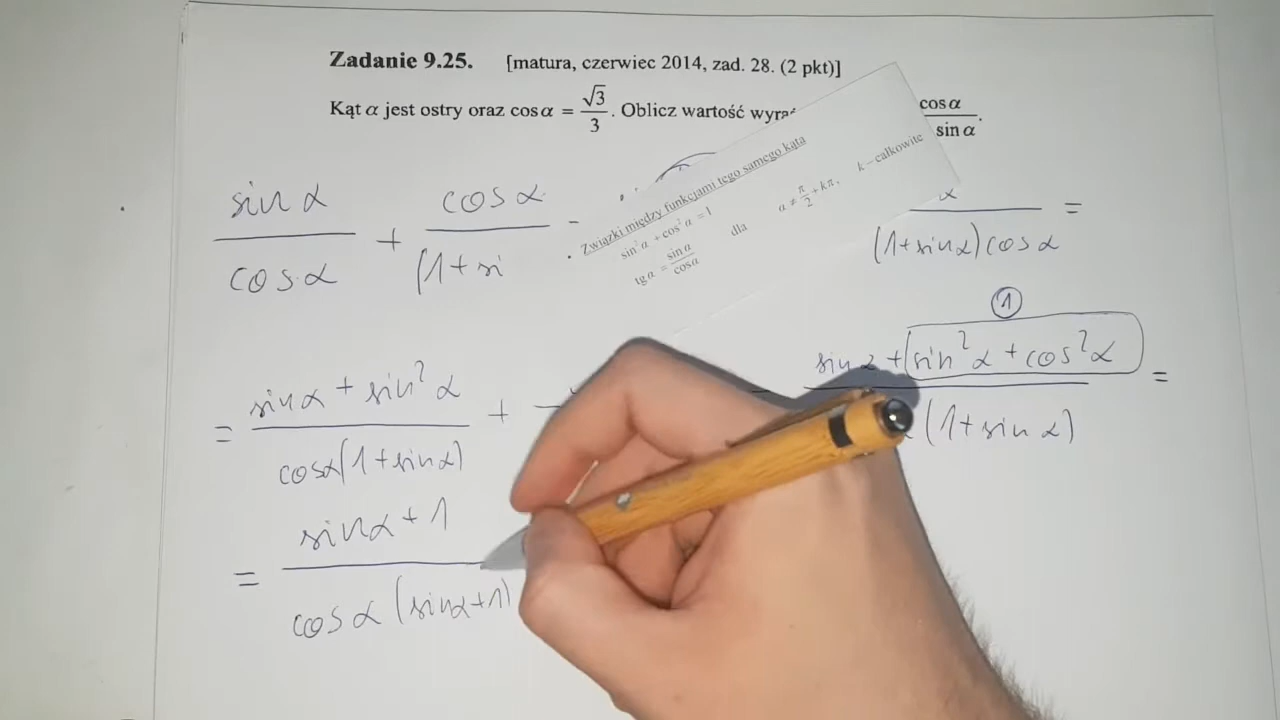 Zadanie 9.25. [matura, czerwiec 2014, zad. 28. (2 pkt)]
Kąt α jest ostry oraz cos α = √3/3 . Oblicz wartość cos α / sin α .
Związki między funkcjami tego samego kąta
sin²α + cos²α = 1
tg α = sin α / cos α dla α ≠ π/2 + kπ, k – całkowite
sin α / cos α + cos α / (1 + si
(1+sin α) cos α =
= sin α + sin² α / cos α (1+sin α) +
1
sin α + sin² α + cos² α / (1+sin α) =
= sin α + 1 / cos α (sin α+1)